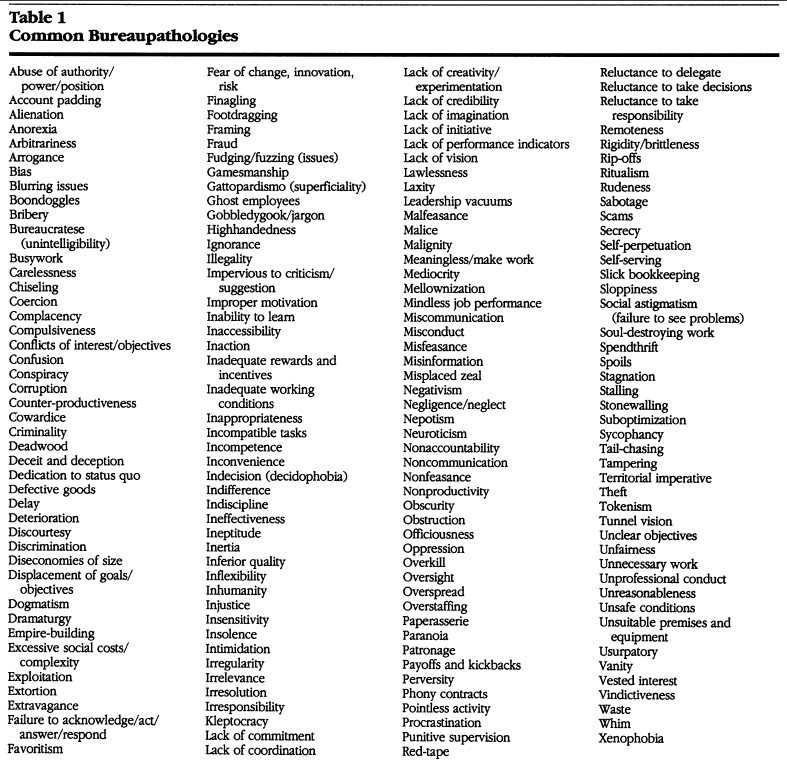 Table 1
Common Bureaupathologies
Abuse of authority/
power/position
Account padding
Alienation
Anorexia
Arbitrariness
Arrogance
Bias
Blurring issues
Boondoggles
Bribery
Bureaucratese
(unintelligibility)
Busywork
Carelessness
Chiseling
Coercion
Complacency
Compulsiveness
Conflicts of interest/objectives
Confusion
Conspiracy
Corruption
Counter-productiveness
Cowardice
Criminality
Deadwood
Deceit and deception
Dedication to status quo
Defective goods
Delay
Deterioration
Discourtesy
Discrimination
Diseconomies of size
Displacement of goals/
objectives
Dogmatism
Dramaturgy
Empire-building
Excessive social costs/
complexity
Exploitation
Extortion
Extravagance
Failure to acknowledge/act/
answer/respond
Favoritism
Fear of change, innovation,
risk
Finagling
Footdragging
Framing
Fraud
Fudging/fuzzing (issues)
Gamesmanship
Gattopardismo (superficiality)
Ghost employees
Gobbledygook/jargon
Highhandedness
Ignorance
Illegality
Impervious to criticism/
suggestion
Improper motivation
Inability to learn
Inaccessibility
Inaction
Inadequate rewards and
incentives
Inadequate working
conditions
Inappropriateness
Incompatible tasks
Incompetence
Inconvenience
Indecision (decidophobia)
Indifference
Indiscipline
Ineffectiveness
Ineptitude
Inertia
Inferior quality
Inflexibility
Inhumanity
Injustice
Insensitivity
Insolence
Intimidation
Irregularity
Irrelevance
Irresolution
Irresponsibility
Kleptocracy
Lack of commitment
Lack of coordination
Lack of creativity/
experimentation
Lack of credibility
Lack of imagination
Lack of initiative
Lack of performance indicators
Lack of vision
Lawlessness
Laxity
Leadership vacuums
Malfeasance
Malice
Malignity
Meaningless/make work
Mediocrity
Mellownization
Mindless job performance
Miscommunication
Misconduct
Misfeasance
Misinformation
Misplaced zeal
Negativism
Negligence/neglect
Nepotism
Neuroticism
Nonaccountability
Noncommunication
Nonfeasance
Nonproductivity
Obscurity
Obstruction
Officiousness
Oppression
Overkill
Oversight
Overspread
Overstaffing
Paperasserie
Paranoia
Patronage
Payoffs and kickbacks
Perversity
Phony contracts
Pointless activity
Procrastination
Punitive supervision
Red-tape
Reluctance to delegate
Reluctance to take decisions
Reluctance to take
responsibility
Remoteness
Rigidity/brittleness
Rip-offs
Ritualism
Rudeness
Sabotage
Scams
Secrecy
Self-perpetuation
Self-serving
Slick bookkeeping
Sloppiness
Social astigmatism
(failure to see problems)
Soul-destroying work
Spendthrift
Spoils
Stagnation
Stalling
Stonewalling
Suboptimization
Sycophancy
Tail-chasing
Tampering
Territorial imperative
Theft
Tokenism
Tunnel vision
Unclear objectives
Unfairness
Unnecessary work
Unprofessional conduct
Unreasonableness
Unsafe conditions
Unsuitable premises and
equipment
Usurpatory
Vanity
Vested interest
Vindictiveness
Waste
Whim
Xenophobia